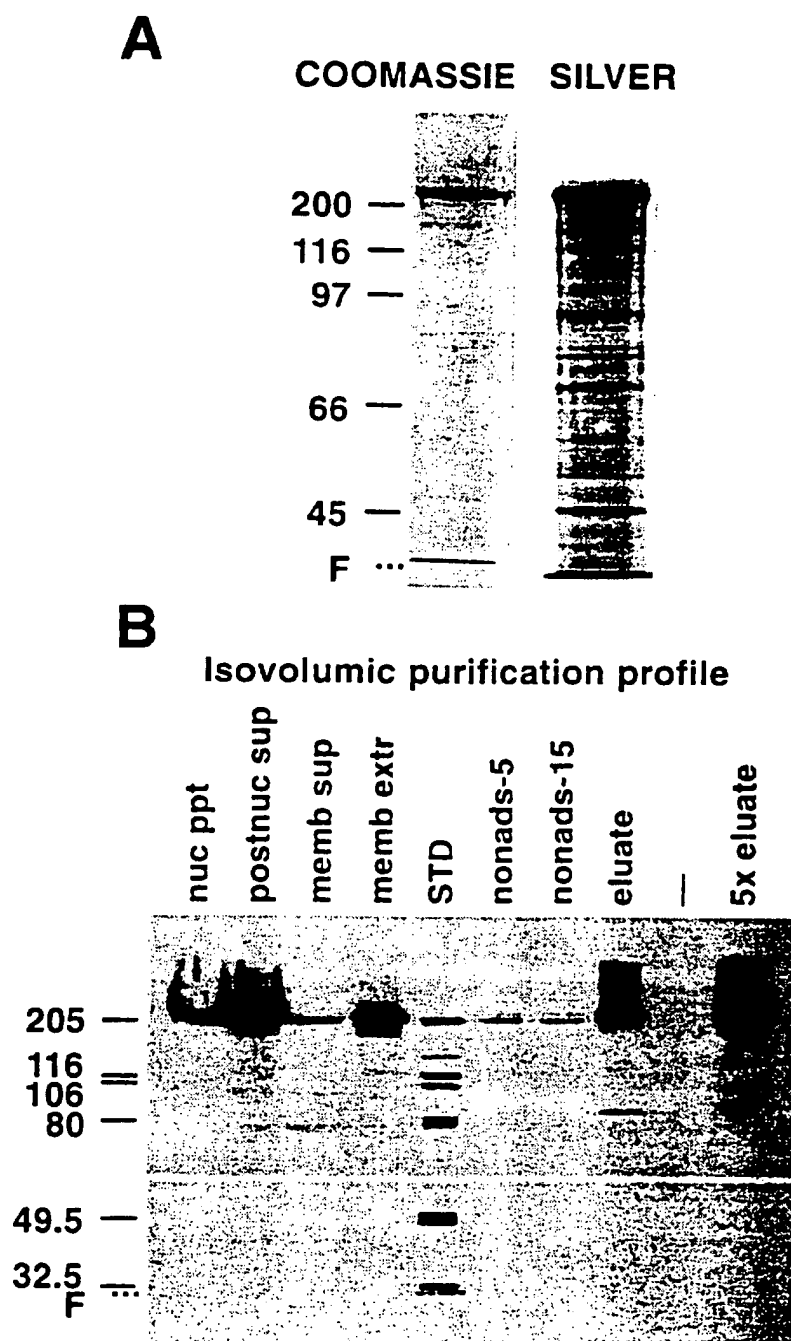 A
COOMASSIE SILVER
200
116
97
66
45
F ...
B
Isovolumic purification profile
nuc ppt
postnuc sup
memb sup
memb extr
STD
nonads-5
nonads-15
eluate
—
5x eluate
205
116
106
80
49.5
32.5
F ...